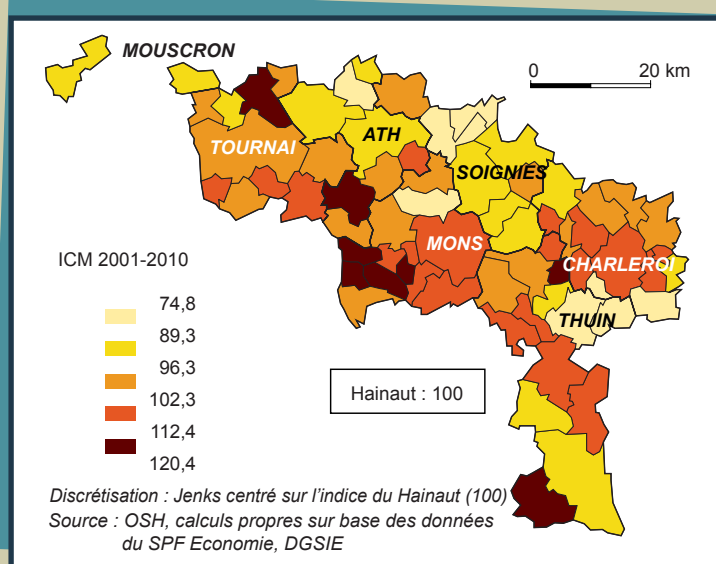 MOUSCRON
0 20 km
ATH
TOURNAI
SOIGNIES
MONS
CHARLEROI
ICM 2001-2010
74,8
89,3
96,3
102,3
112,4
120,4
THUIN
Hainaut : 100
Discrétisation : Jenks centré sur l'indice du Hainaut (100)
Source : OSH, calculs propres sur base des données
du SPF Economie, DGSIE